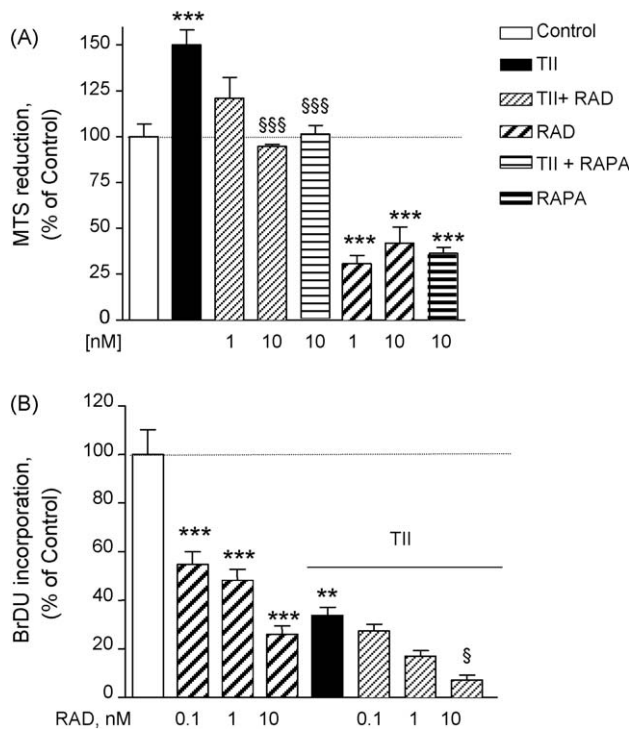 (A)
MTS reduction,
(% of Control)
150
125
100
75
50
25
0
***
§§§
§§§
***
***
***
[nM]
1
10
10
1
10
10
Control
TII
TII+ RAD
RAD
TII + RAPA
RAPA
(B)
BrDU incorporation,
(% of Control)
120
100
80
60
40
20
0
***
***
***
TII
**
§
RAD, nM
0.1
1
10
0.1
1
10